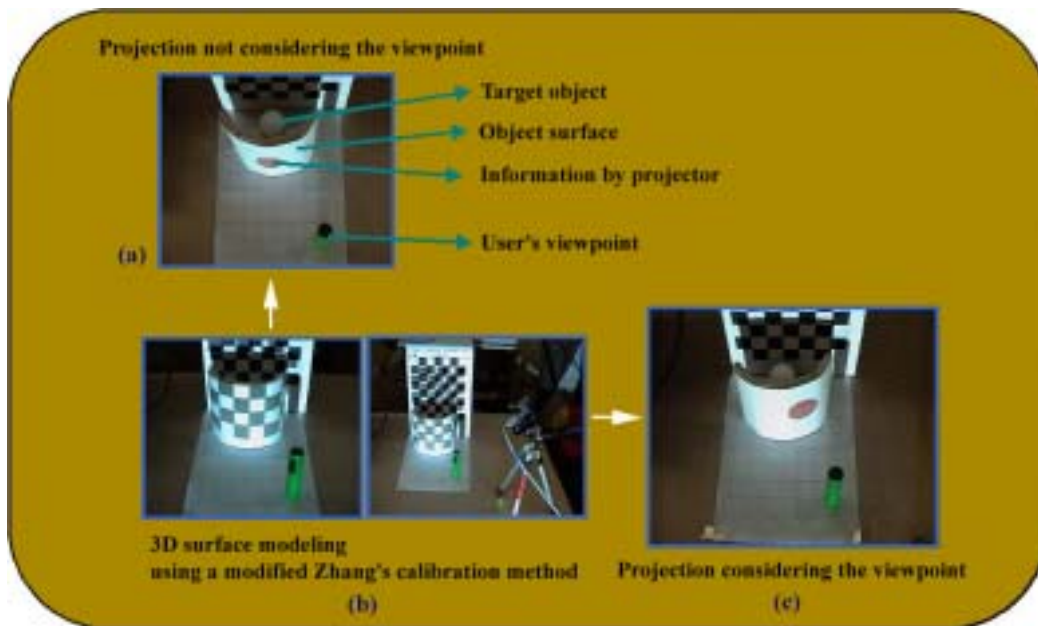 Projection not considering the viewpoint
Target object
Object surface
Information by projector
User's viewpoint
(a)
3D surface modeling
using a modified Zhang's calibration method
(b)
Projection considering the viewpoint
(c)